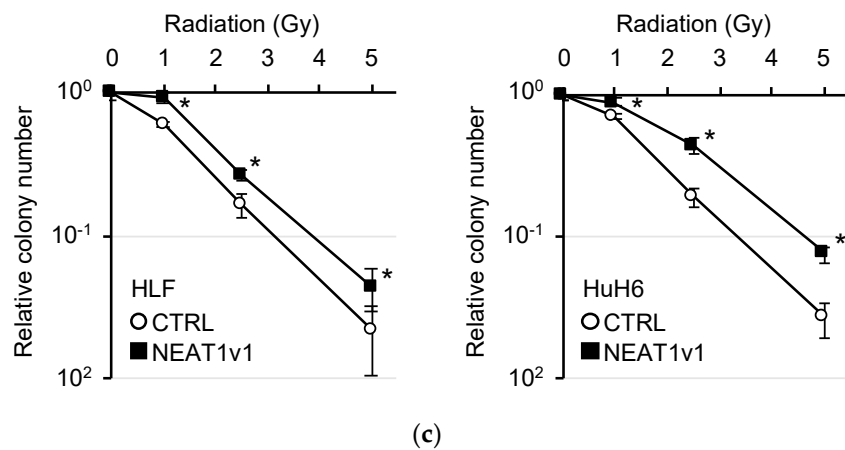 Radiation (Gy)
0 1 2 3 4 5
10⁰
10⁻¹
10²
Relative colony number
*
*
*
HLF
CTRL
NEAT1v1
Radiation (Gy)
0 1 2 3 4 5
10⁰
10⁻¹
10²
Relative colony number
*
*
*
HuH6
CTRL
NEAT1v1
(c)